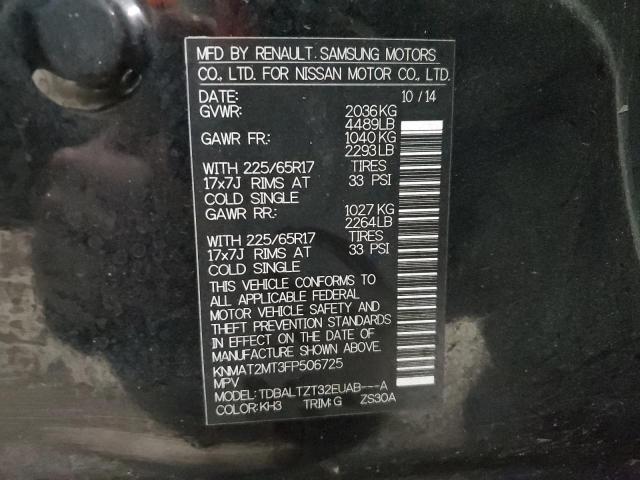 MFD BY RENAULT SAMSUNG MOTORS
CO., LTD. FOR NISSAN MOTOR CO., LTD.
DATE: 10/14
GVWR: 2036KG
4489LB
GAWR FR: 1040KG
2293LB
WITH 225/65R17 TIRES
17x7J RIMS AT 33 PSI
COLD SINGLE
GAWR RR: 1027KG
2264LB
WITH 225/65R17 TIRES
17x7J RIMS AT 33 PSI
COLD SINGLE
THIS VEHICLE CONFORMS TO
ALL APPLICABLE FEDERAL
MOTOR VEHICLE SAFETY AND
THEFT PREVENTION STANDARDS
IN EFFECT ON THE DATE OF
MANUFACTURE SHOWN ABOVE.
KNMAT2MT3FP506725
MPV
MODEL: TDBALTZT32EUAB---A
COLOR: KH3 TRIM: G ZS30A